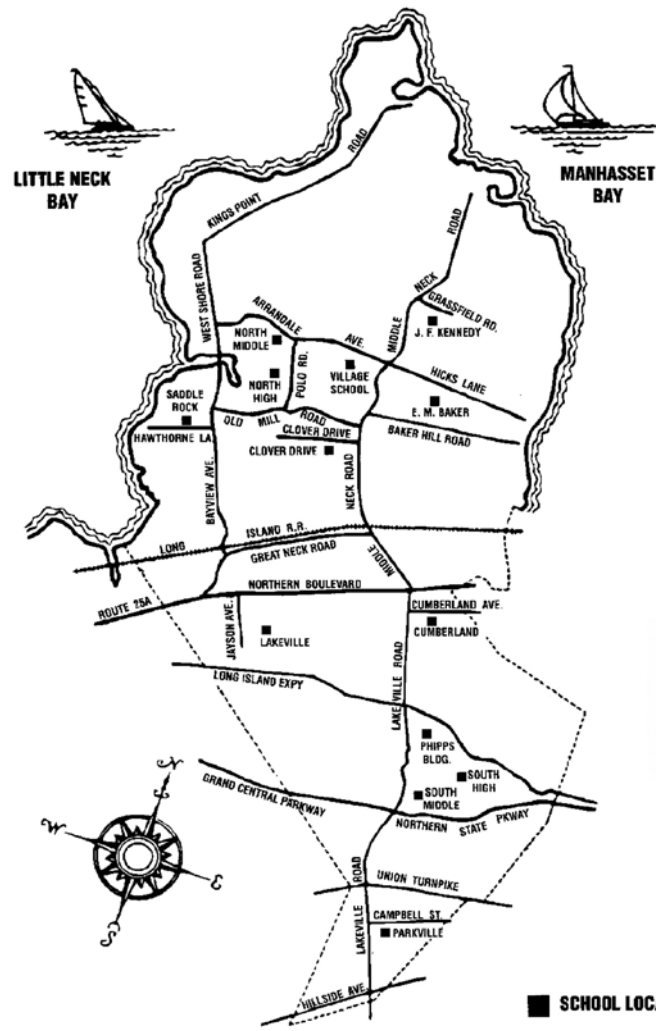 LITTLE NECK
BAY
MANHASSET
BAY
KINGS POINT
ROAD
WEST SHORE ROAD
MIDDLE
NECK
ROAD
ARRANDALE
AVE.
GRASSFIELD RD.
J. F. KENNEDY
NORTH
MIDDLE
POLO RD.
VILLAGE
SCHOOL
HICKS LANE
NORTH
HIGH
SADDLE
ROCK
E. M. BAKER
OLD MILL ROAD
HAWTHORNE LA.
CLOVER DRIVE
BAKER HILL ROAD
CLOVER DRIVE
BAYVIEW AVE.
NECK ROAD
MIDDLE
LONG ISLAND R.R.
GREAT NECK ROAD
NORTHERN BOULEVARD
ROUTE 25A
CUMBERLAND AVE.
CUMBERLAND
JAYSON AVE.
LAKEVILLE
LAKEVILLE ROAD
LONG ISLAND EXPY
PHIPPS
BLDG.
SOUTH
HIGH
SOUTH
MIDDLE
GRAND CENTRAL PARKWAY
NORTHERN STATE PKWAY
N
W
E
S
UNION TURNPIKE
LAKEVILLE ROAD
CAMPBELL ST.
PARKVILLE
HILLSIDE AVE.
SCHOOL LOC